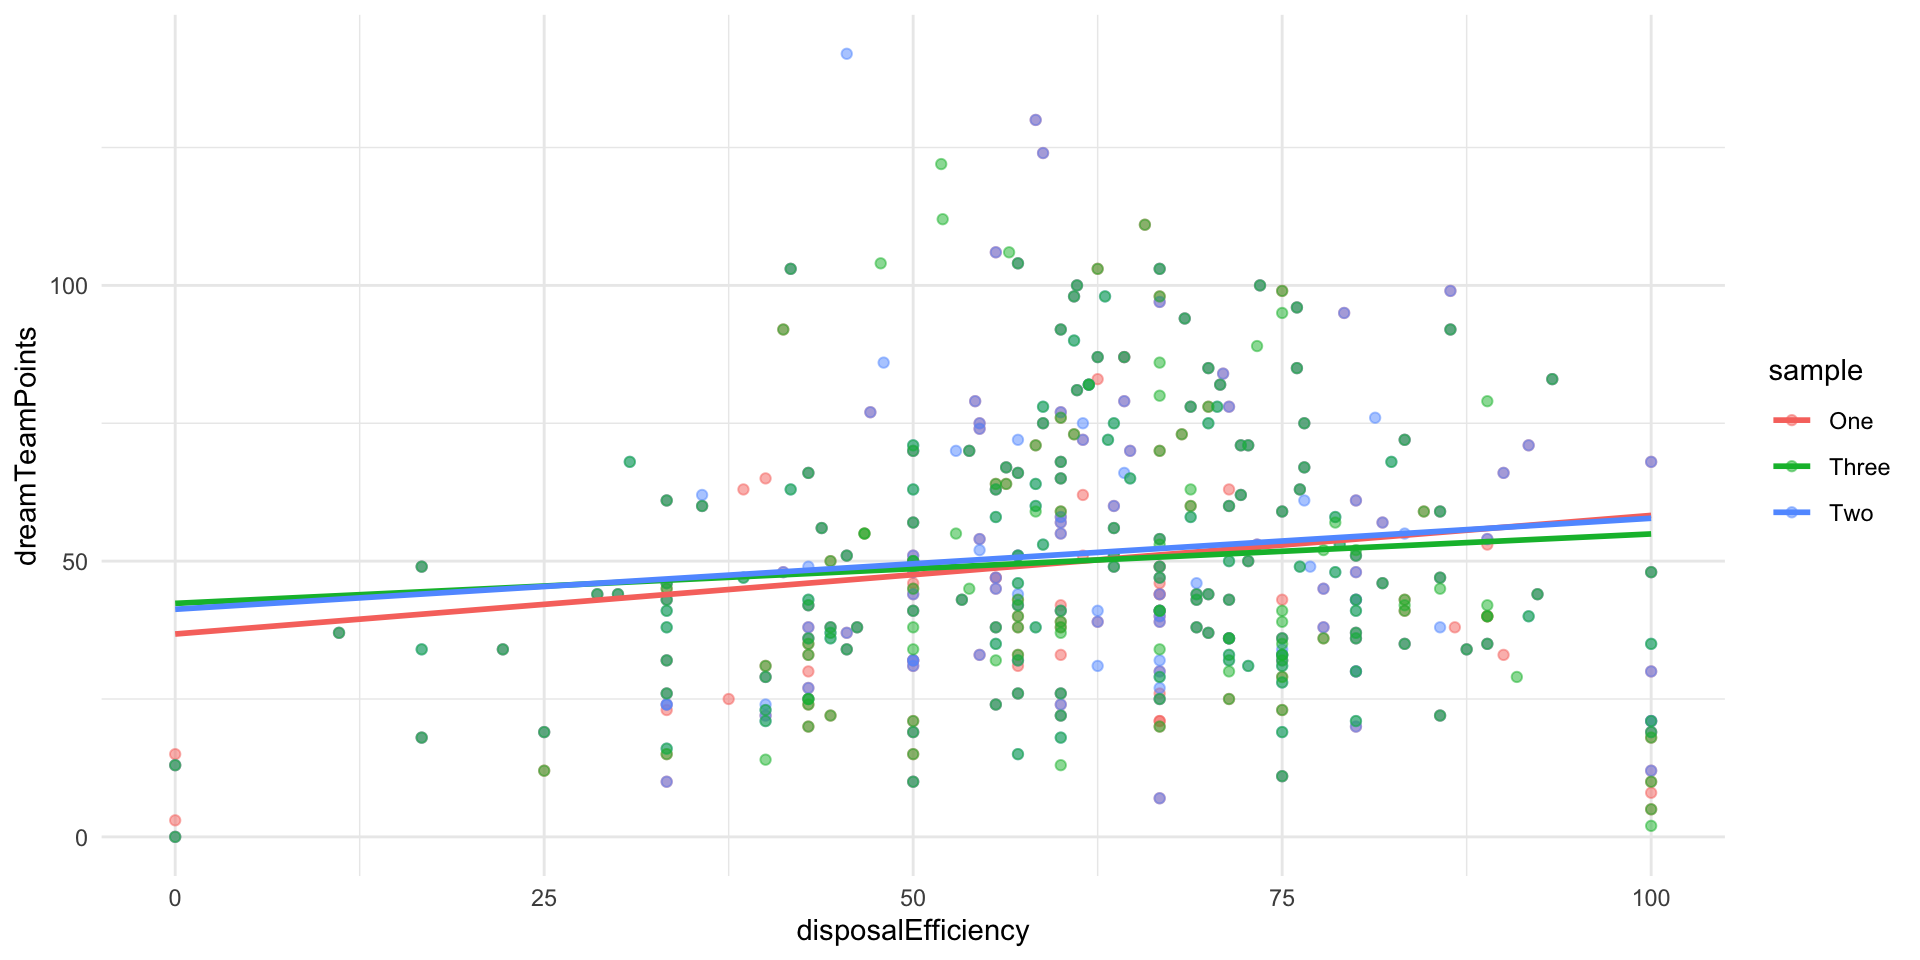 100
50
0
dreamTeamPoints
0
25
50
75
100
disposalEfficiency
sample
One
Three
Two